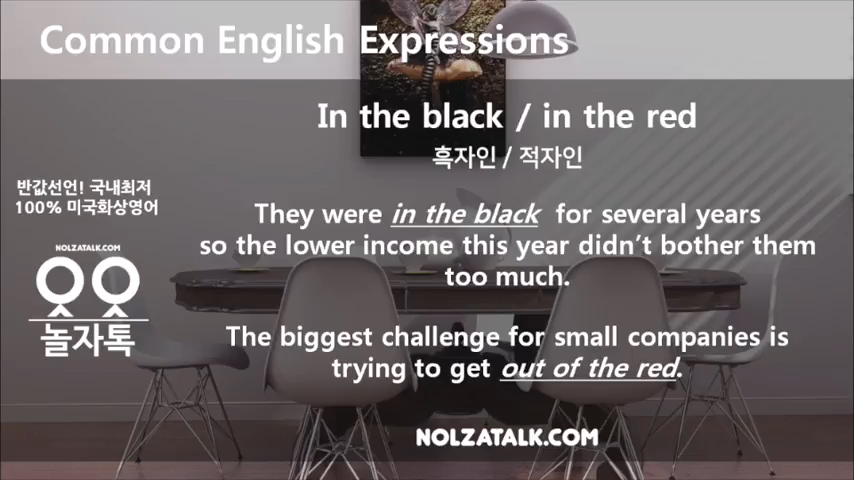 Common English Expressions
In the black / in the red
흑자인 / 적자인
반값선언! 국내최저
100% 미국화상영어
NOLZATALK.COM
놀자톡
They were in the black for several years
so the lower income this year didn't bother them
too much.
The biggest challenge for small companies is
trying to get out of the red.
NOLZATALK.COM